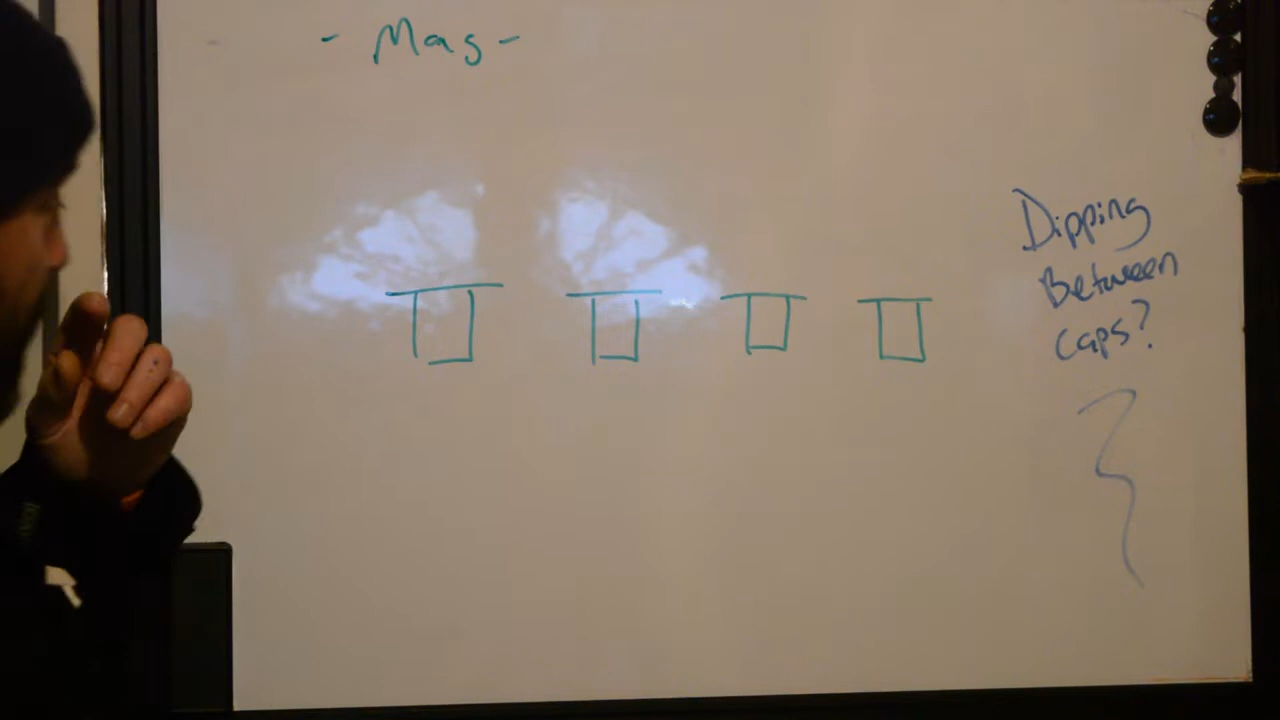 - Mag -
Dipping
Between
Caps?